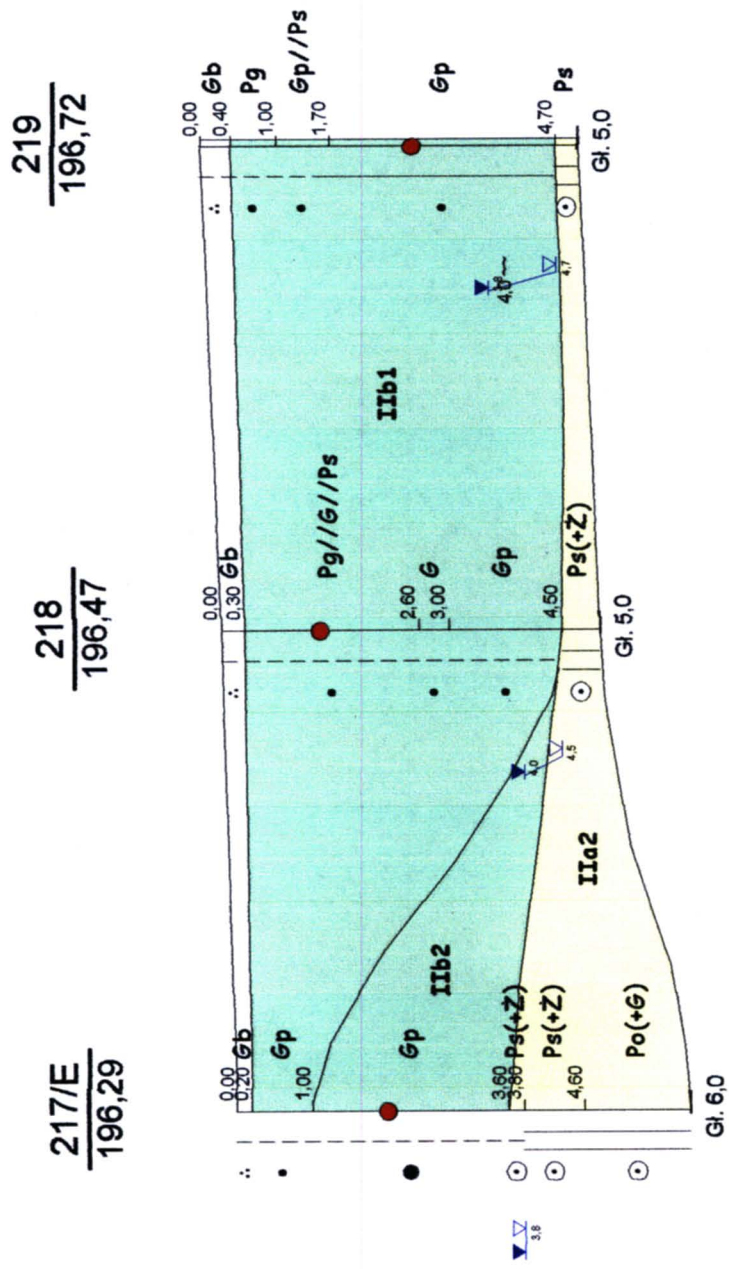 217/E
196,29
0,00
0,20
Gb
Gp
1,00
IIb2
Gp
3,60
3,80
Ps(+Ż)
Ps(+Ż)
4,60
Po(+G)
Gł. 6,0
3,8
218
196,47
0,00
0,30
Gb
Pg//G//Ps
2,60
3,00
G
Gp
4,50
Ps(+Ż)
Gł. 5,0
4,0
4,5
IIa2
IIb1
219
196,72
0,00
0,40
Gb
Pg
1,00
Gp//Ps
1,70
Gp
4,70
Ps
Gł. 5,0
4,7